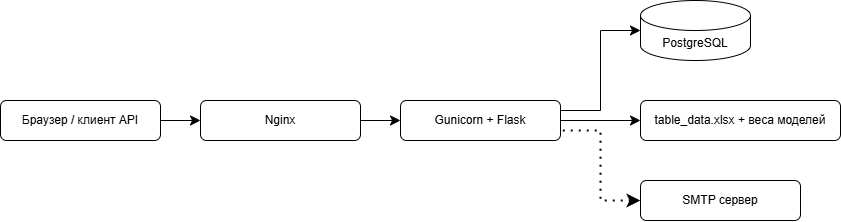 PostgreSQL
Браузер / клиент API
Nginx
Gunicorn + Flask
table_data.xlsx + веса моделей
SMTP сервер